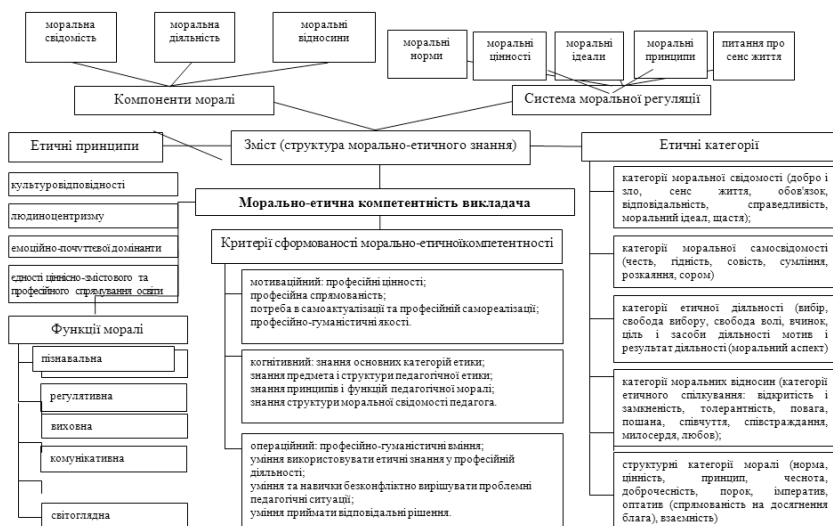 моральна
свідомість
моральна
діяльність
моральні
відносини
моральні
норми
моральні
цінності
моральні
ідеали
моральні
принципи
питання про
сенс життя
Компоненти моралі
Система моральної регуляції
Етичні принципи
Зміст (структура морально-етичного знання)
Етичні категорії
культуровідповідності
людиноцентризму
емоційно-почуттєвої домінанти
єдності ціннісно-змістового та
професійного спрямування освіти
Функції моралі
пізнавальна
регулятивна
виховна
комунікативна
світоглядна
Морально-етична компетентність викладача
Критерії сформованості морально-етичноїкомпетентності
мотиваційний: професійні цінності;
професійна спрямованість;
потреба в самоактуалізації та професійній самореалізації;
професійно-гуманістичні якості.
когнітивний: знання основних категорій етики;
знання предмета і структури педагогічної етики;
знання принципів і функцій педагогічної моралі;
знання структури моральної свідомості педагога.
операційний: професійно-гуманістичні вміння;
уміння використовувати етичні знання у професійній
діяльності;
уміння та навички безконфліктно вирішувати проблемні
педагогічні ситуації;
уміння приймати відповідальні рішення.
категорії моральної свідомості (добро і
зло, сенс життя, обов'язок,
відповідальність, справедливість,
моральний ідеал, щастя);
категорії моральної самосвідомості
(честь, гідність, совість, сумління,
розкаяння, сором)
категорії етичної діяльності (вибір,
свобода вибору, свобода волі, вчинок,
ціль і засоби діяльності мотив і
результат діяльності (моральний аспект)
категорії моральних відносин (категорії
етичного спілкування: відкритість і
замкненість, толерантність, повага,
пошана, співчуття, співстраждання,
милосердя, любов);
структурні категорії моралі (норма,
цінність, принцип, чеснота,
доброчесність, порок, імператив,
оптатив (спрямованість на досягнення
блага), взаємність)